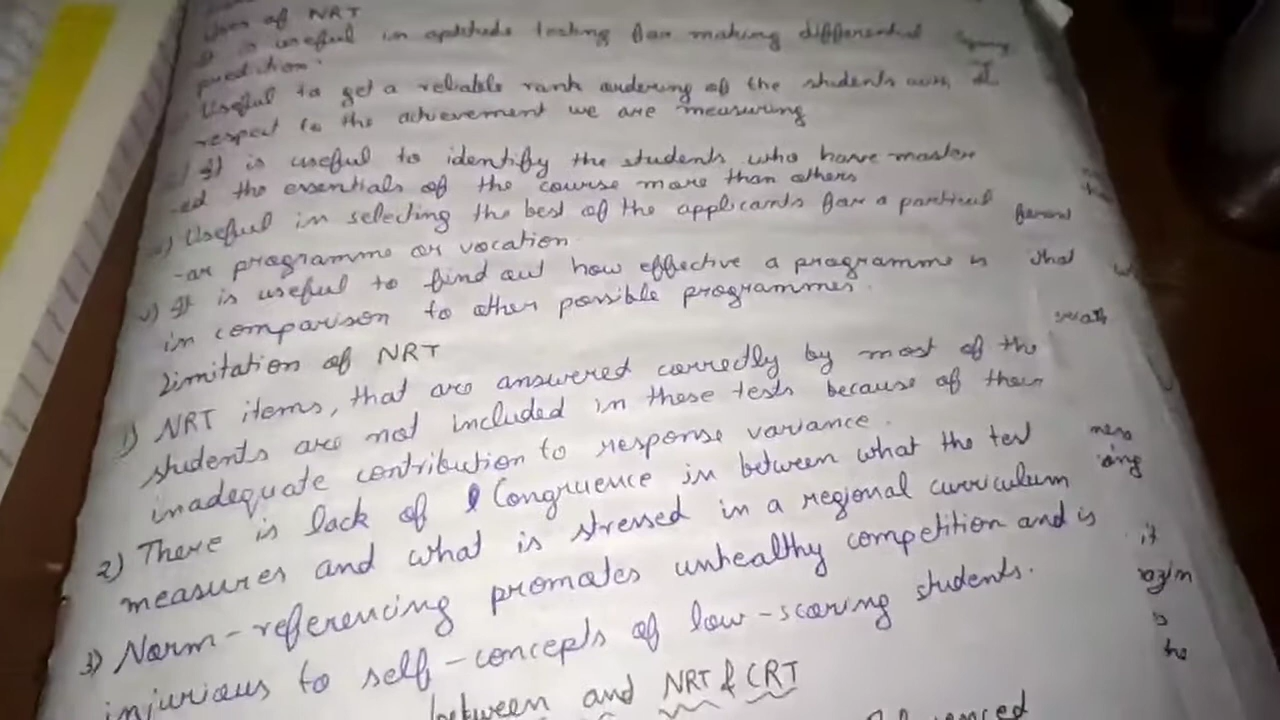 Uses of NRT
is useful in aptitude testing for making differential
prediction.
Useful to get a reliable rank ordering of the students
respect to the achievement we are measuring
It is useful to identify the students who have master
-ed the essentials of the course more than others
Useful in selecting the best of the applicants for a particul
-ar programme or vocation
v) It is useful to find out how effective a programme is
in comparison to other possible programmes.
Limitation of NRT
1) NRT items, that are answered correctly by most of the
students are not included in these tests because of their
inadequate contribution to response variance.
2) There is lack of Congruence in between what the test
measures and what is stressed in a regional curriculum
3) Norm-referencing promotes unhealthy competition and is
injurious to self-concepts of low-scoring students.
between and NRT & CRT
it
is